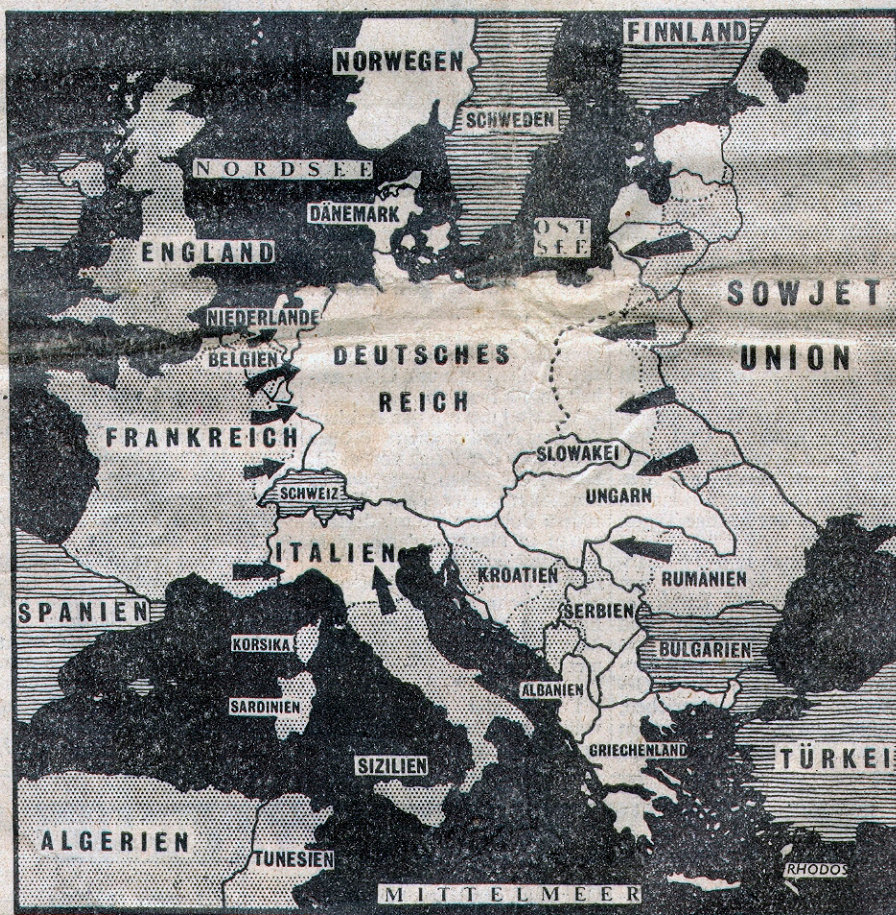 FINNLAND
NORWEGEN
SCHWEDEN
NORDSEE
DÄNEMARK
OST
SEE
ENGLAND
SOWJET
UNION
NIEDERLANDE
BELGIEN
DEUTSCHES
REICH
FRANKREICH
SLOWAKEI
SCHWEIZ
UNGARN
ITALIEN
KROATIEN
RUMÄNIEN
SPANIEN
SERBIEN
KORSIKA
BULGARIEN
ALBANIEN
SARDINIEN
GRIECHENLAND
TÜRKEI
SIZILIEN
ALGERIEN
TUNESIEN
RHODOS
MITTELMEER